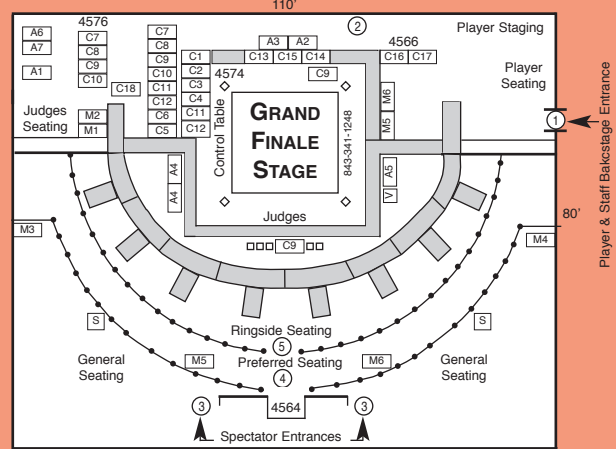 110'
A6
A7
A1
4576
C7
C8
C9
C10
C7
C8
C9
C10
C11
C12
C6
C5
C18
M2
M1
Judges
Seating
C1
C2
C3
C4
C11
C12
4574
A3
A2
C13
C15
C14
C9
2
4566
C16
C17
Player Staging
Player
Seating
1
Player & Staff Bakcstage Entrance
80'
Control Table
GRAND
FINALE
STAGE
843-341-1248
M6
M5
A4
A4
A5
V
Judges
C9
M3
M4
S
S
Ringside Seating
5
Preferred Seating
4
M5
M6
General
Seating
General
Seating
3
4564
3
Spectator Entrances